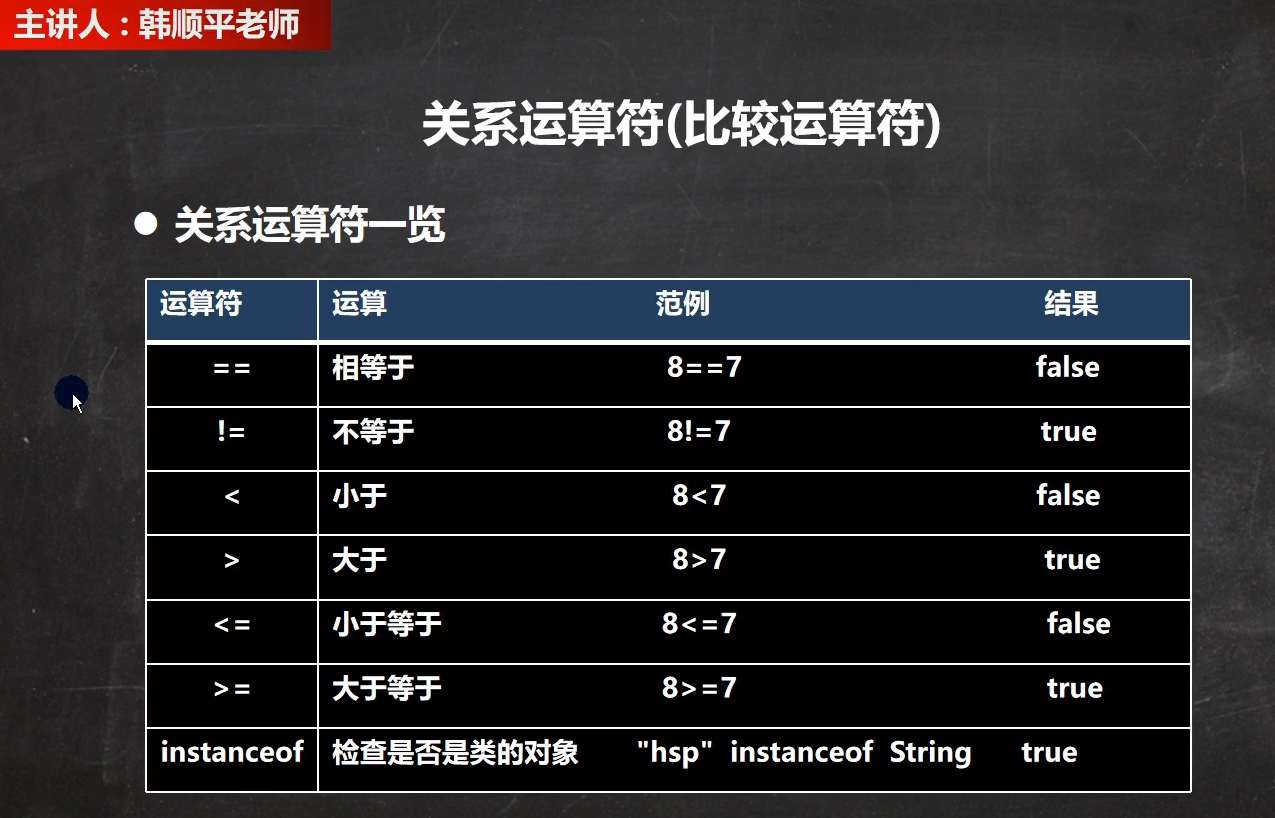 主讲人：韩顺平老师
关系运算符(比较运算符)
● 关系运算符一览
运算符 运算 范例 结果
== 相等于 8==7 false
!= 不等于 8!=7 true
< 小于 8<7 false
> 大于 8>7 true
<= 小于等于 8<=7 false
>= 大于等于 8>=7 true
instanceof 检查是否是类的对象 "hsp" instanceof String true